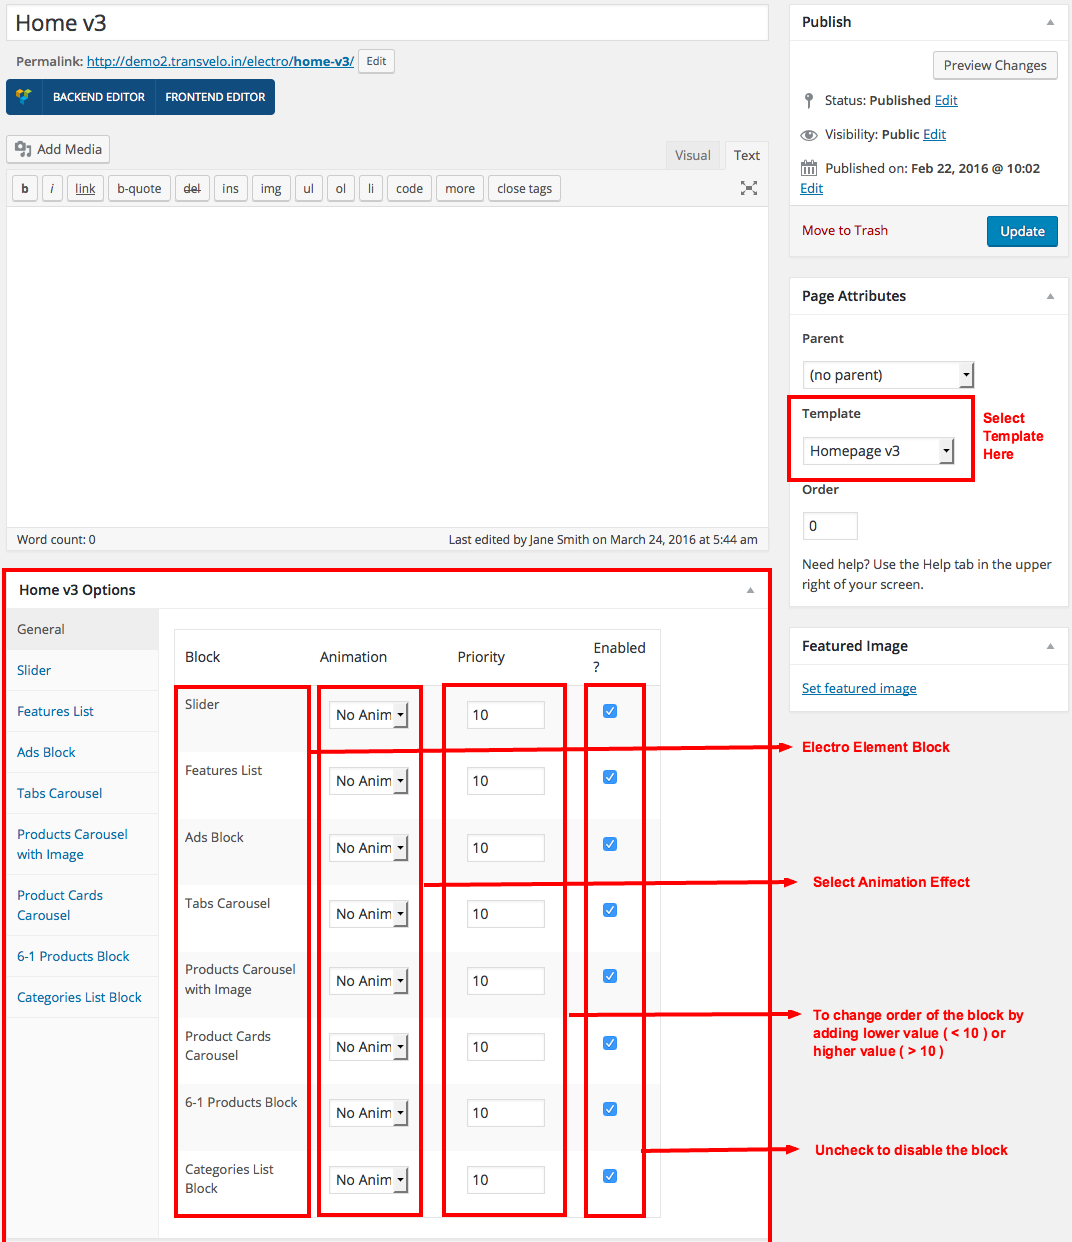 Home v3
Permalink: http://demo2.transvelo.in/electro/home-v3/ Edit
BACKEND EDITOR FRONTEND EDITOR
Add Media
Visual Text
b i link b-quote del ins img ul ol li code more close tags
Word count: 0 Last edited by Jane Smith on March 24, 2016 at 5:44 am
Publish
Preview Changes
Status: Published Edit
Visibility: Public Edit
Published on: Feb 22, 2016 @ 10:02
Edit
Move to Trash Update
Page Attributes
Parent
(no parent)
Template
Homepage v3
Select
Template
Here
Order
0
Need help? Use the Help tab in the upper
right of your screen.
Featured Image
Set featured image
Home v3 Options
General
Slider
Features List
Ads Block
Tabs Carousel
Products Carousel
with Image
Product Cards
Carousel
6-1 Products Block
Categories List Block
Block Animation Priority Enabled
?
Slider No Anim 10
Features List No Anim 10
Ads Block No Anim 10
Tabs Carousel No Anim 10
Products Carousel
with Image No Anim 10
Product Cards
Carousel No Anim 10
6-1 Products Block No Anim 10
Categories List
Block No Anim 10
Electro Element Block
Select Animation Effect
To change order of the block by
adding lower value ( < 10 ) or
higher value ( > 10 )
Uncheck to disable the block